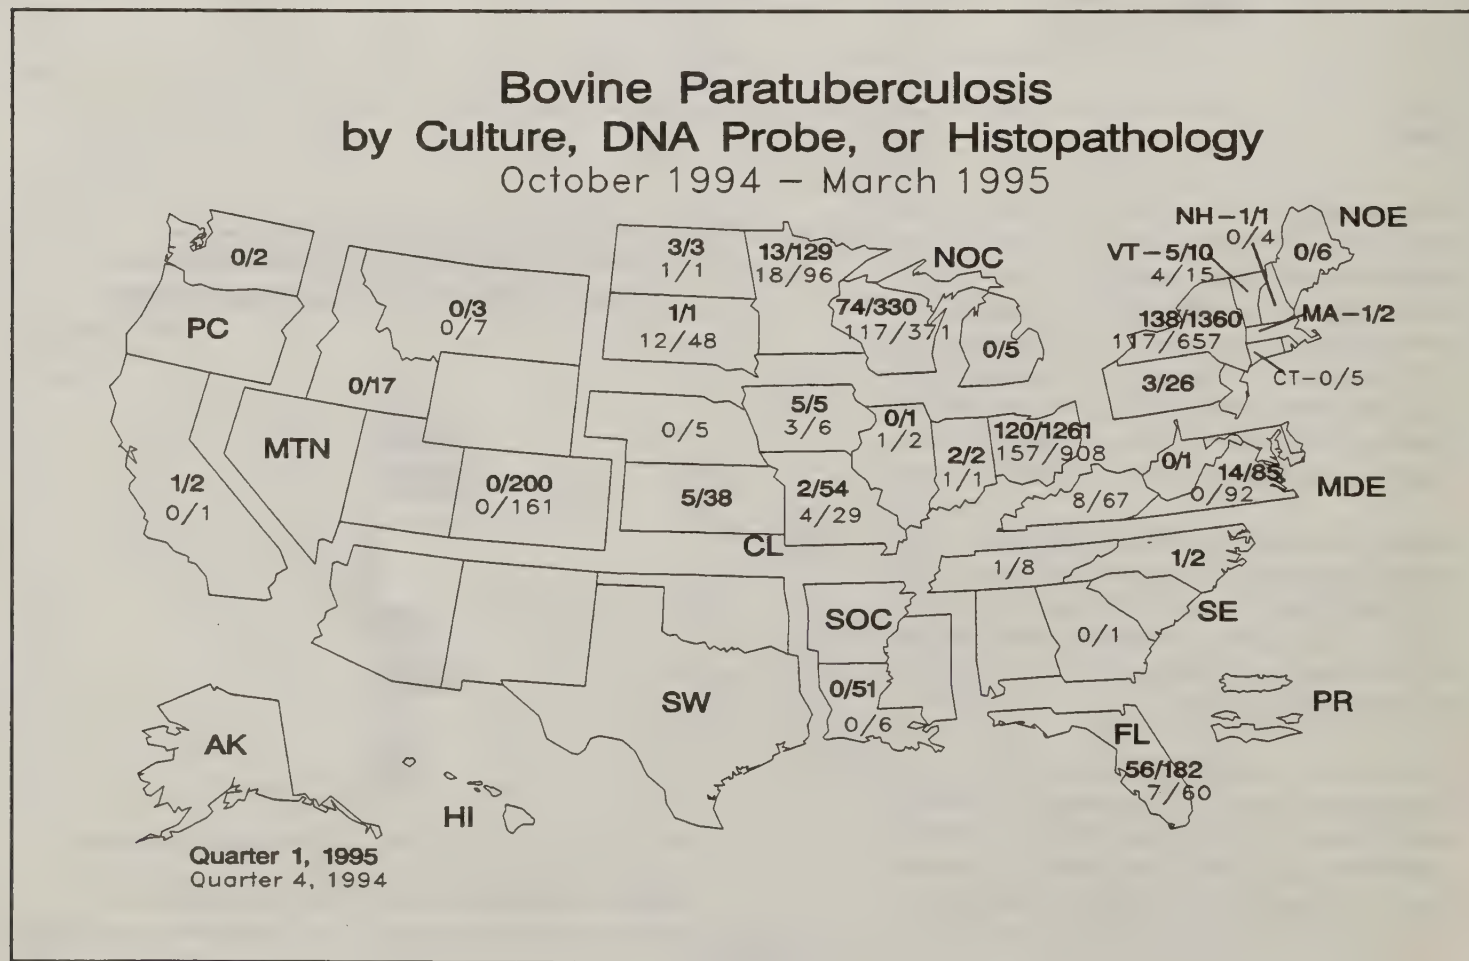 Bovine Paratuberculosis
by Culture, DNA Probe, or Histopathology
October 1994 – March 1995
NH–1/1
0/4
NOE
VT–5/10
4/15
0/6
0/2
3/3
1/1
13/129
18/96
NOC
0/3
0/7
PC
1/1
12/48
74/330
117/371
0/5
138/1360
117/657
MA–1/2
CT–0/5
0/17
3/26
MTN
0/5
5/5
3/6
0/1
1/2
2/2
1/1
120/1261
157/908
1/2
0/1
0/200
0/161
5/38
2/54
4/29
8/67
0/1
14/85
0/92
MDE
CL
1/8
1/2
SE
SOC
0/1
SW
0/51
0/6
PR
AK
FL
56/182
7/60
HI
Quarter 1, 1995
Quarter 4, 1994